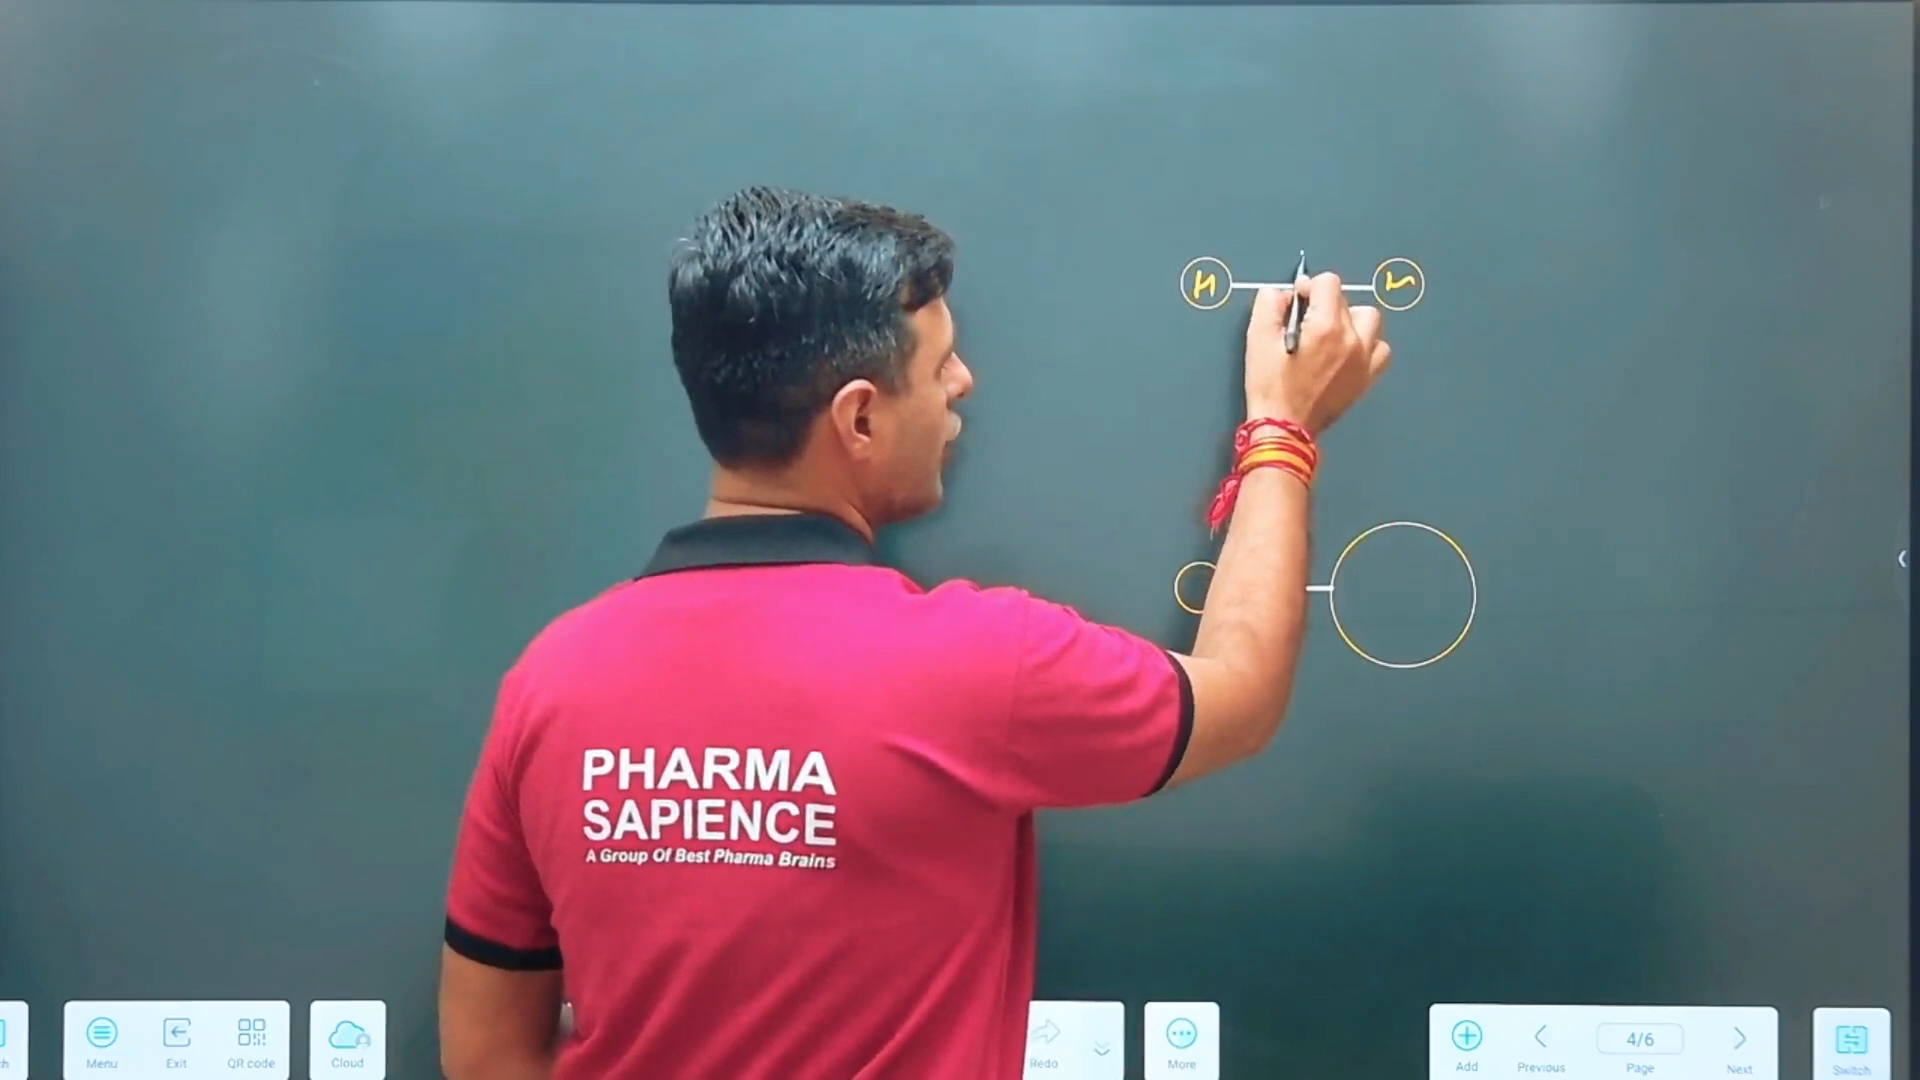 H
PHARMA
SAPIENCE
A Group Of Best Pharma Brains
Menu
Exit
QR code
Cloud
Redo
More
Add
Previous
4/6
Page
Next
Switch